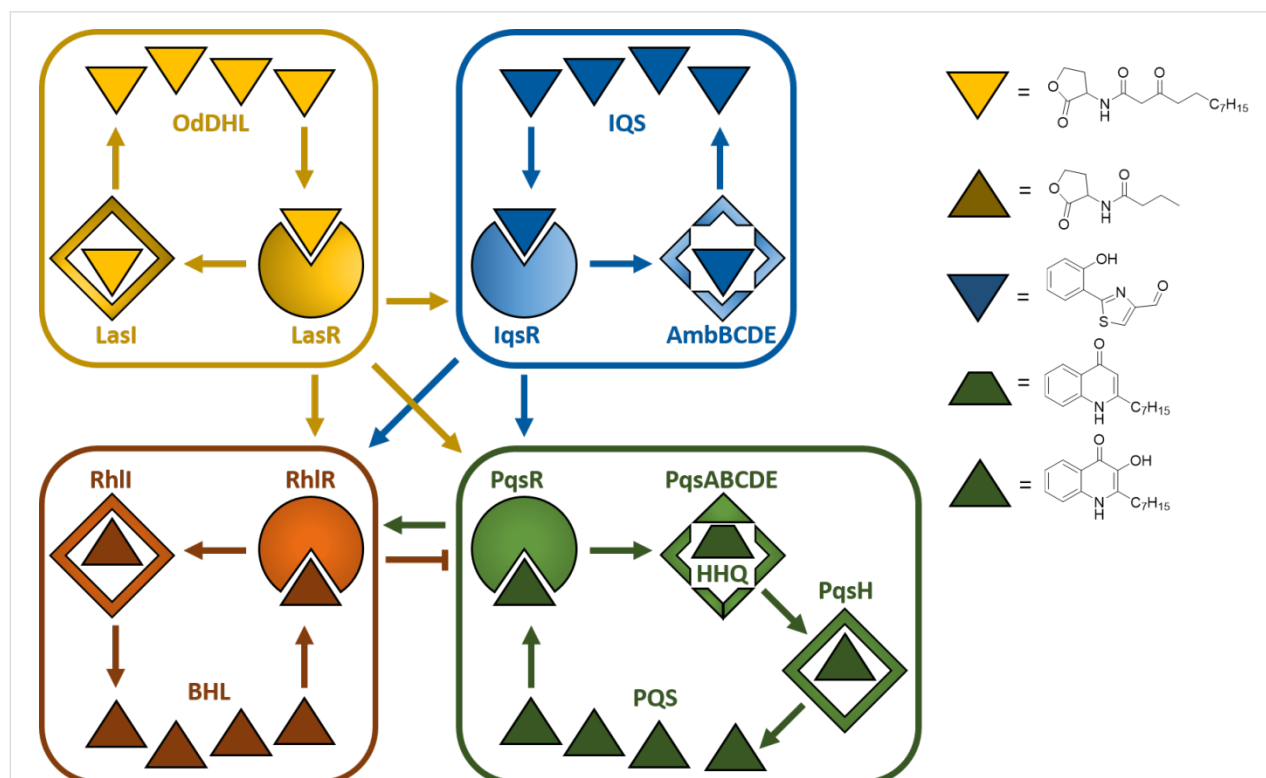 OdDHL
LasI
LasR
IQS
IqsR
AmbBCDE
RhlI
RhlR
BHL
PqsR
PqsABCDE
HHQ
PqsH
PQS
=
O
O
N
H
O
O
C7H15
=
O
O
N
H
O
=
OH
N
S
O
=
O
N
H
C7H15
=
O
OH
N
H
C7H15